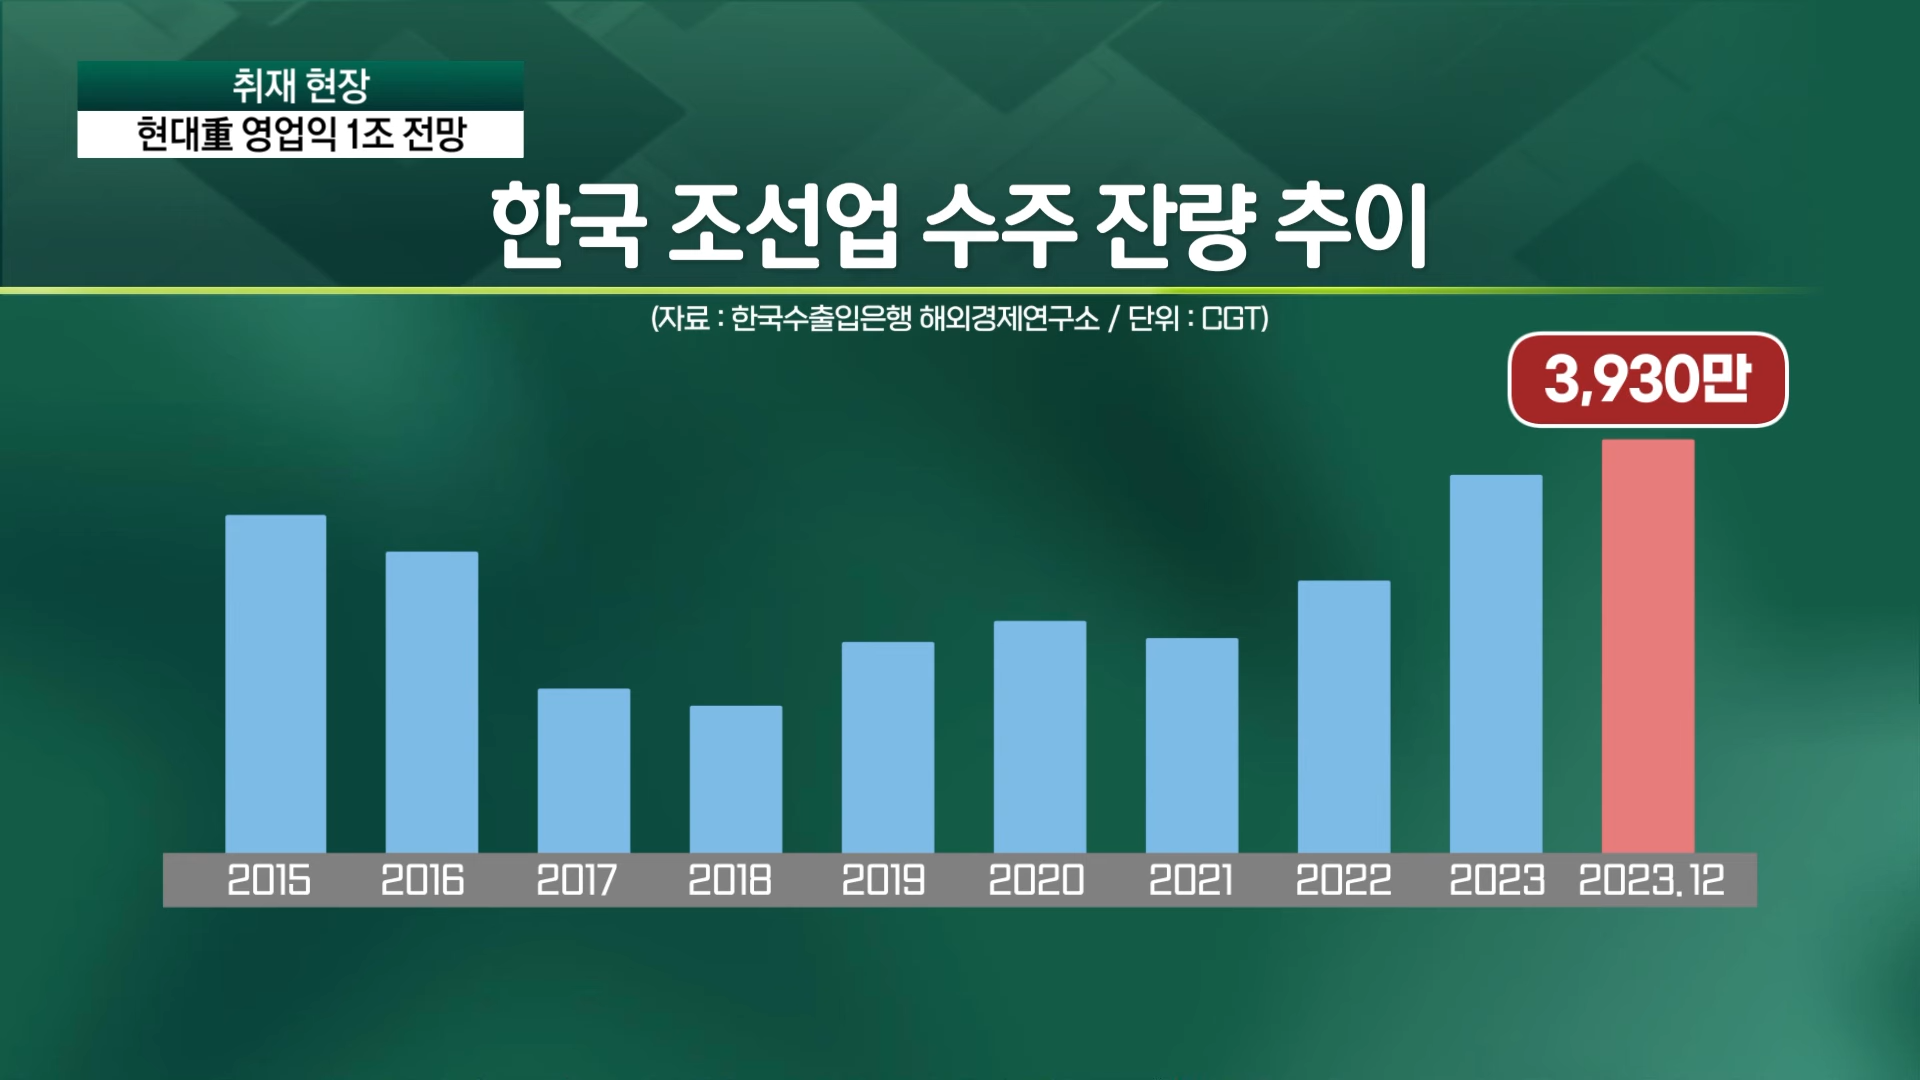 취재 현장
현대重 영업익 1조 전망
한국 조선업 수주 잔량 추이
(자료 : 한국수출입은행 해외경제연구소 / 단위 : CGT)
3,930만
2015 2016 2017 2018 2019 2020 2021 2022 2023 2023.12